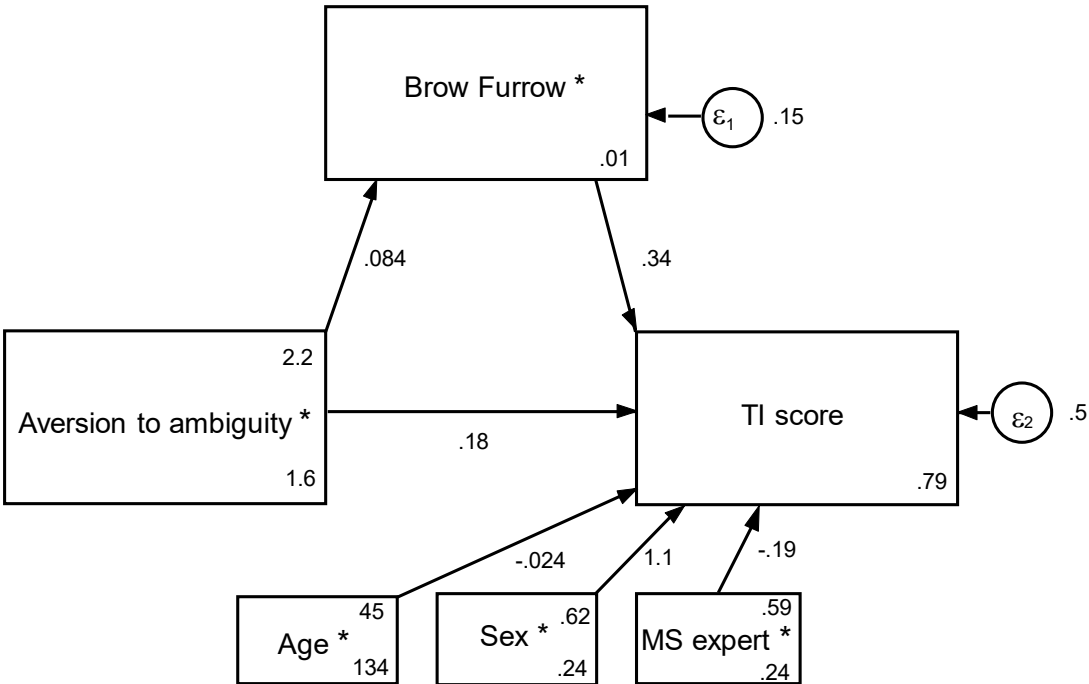 Brow Furrow *
ε1
.15
.01
.084
.34
2.2
Aversion to ambiguity *
1.6
.18
TI score
ε2
.5
.79
-.024
1.1
-.19
45
Age *
134
.62
Sex *
.24
.59
MS expert *
.24